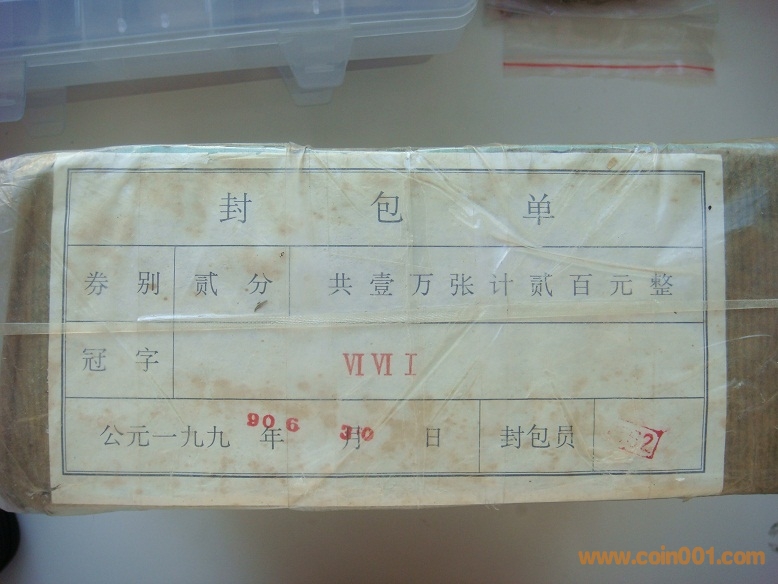 封包单
券别 贰分 共壹万张计贰百元整
冠字 VI VI I
公元一九九 年 月 日 封包员
90 6 30
2
www.coin001.com